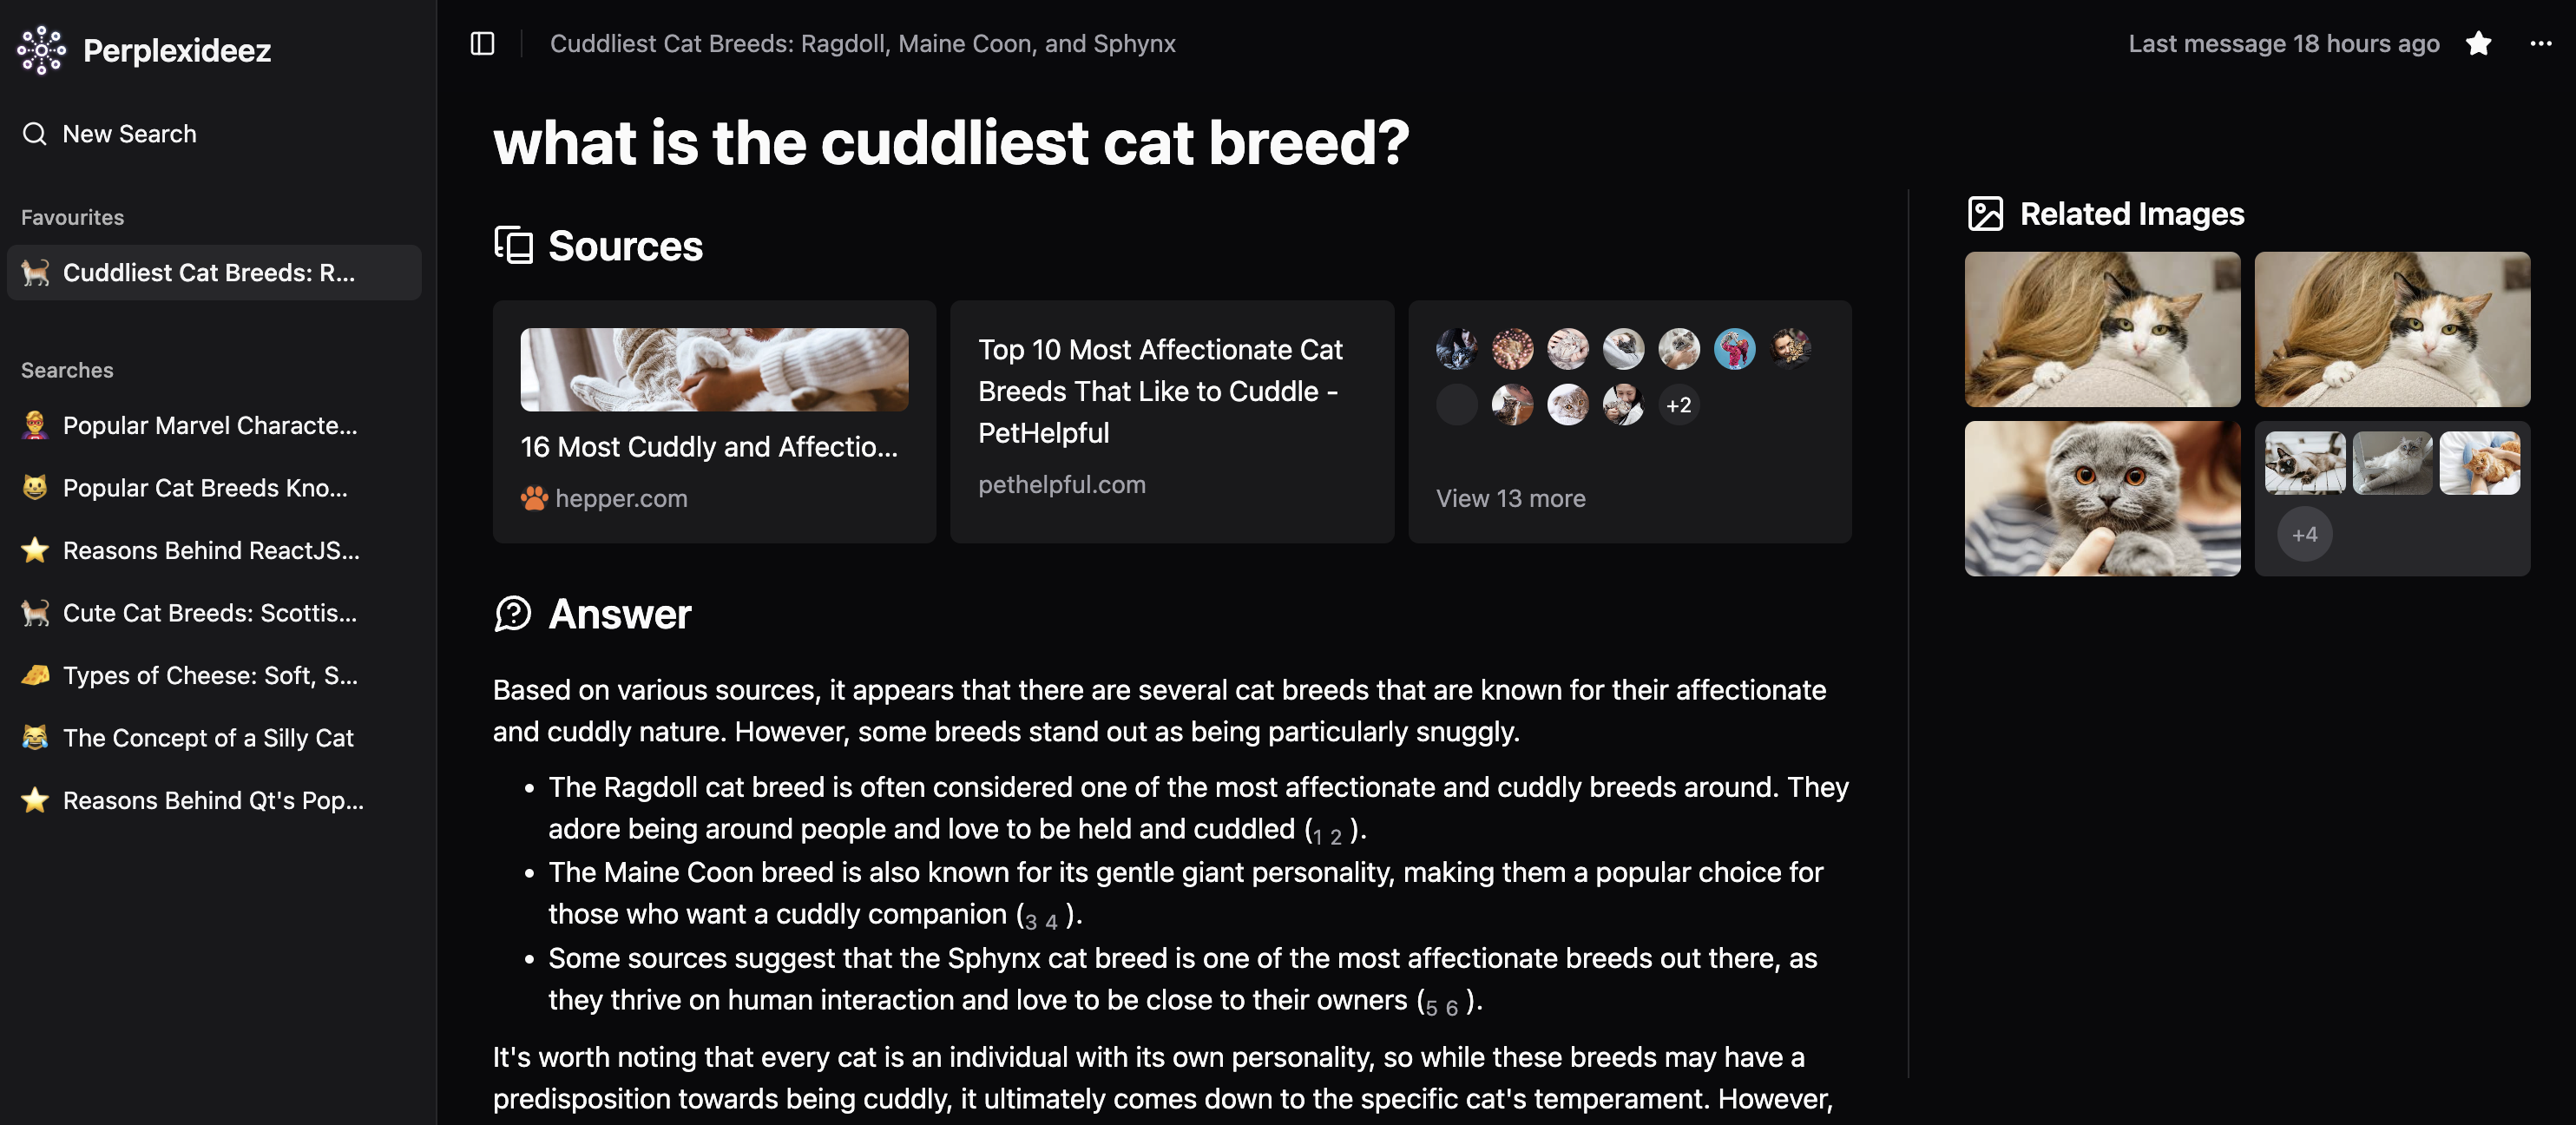 Perplexideez
New Search
Favourites
Cuddliest Cat Breeds: R...
Searches
Popular Marvel Characte...
Popular Cat Breeds Kno...
Reasons Behind ReactJS...
Cute Cat Breeds: Scottis...
Types of Cheese: Soft, S...
The Concept of a Silly Cat
Reasons Behind Qt's Pop...
Cuddliest Cat Breeds: Ragdoll, Maine Coon, and Sphynx
Last message 18 hours ago
what is the cuddliest cat breed?
Sources
16 Most Cuddly and Affectio...
hepper.com
Top 10 Most Affectionate Cat
Breeds That Like to Cuddle -
PetHelpful
pethelpful.com
+2
View 13 more
Answer
Based on various sources, it appears that there are several cat breeds that are known for their affectionate
and cuddly nature. However, some breeds stand out as being particularly snuggly.
• The Ragdoll cat breed is often considered one of the most affectionate and cuddly breeds around. They
adore being around people and love to be held and cuddled (1 2 ).
• The Maine Coon breed is also known for its gentle giant personality, making them a popular choice for
those who want a cuddly companion (3 4 ).
• Some sources suggest that the Sphynx cat breed is one of the most affectionate breeds out there, as
they thrive on human interaction and love to be close to their owners (5 6 ).
It's worth noting that every cat is an individual with its own personality, so while these breeds may have a
predisposition towards being cuddly, it ultimately comes down to the specific cat's temperament. However,
Related Images
+4